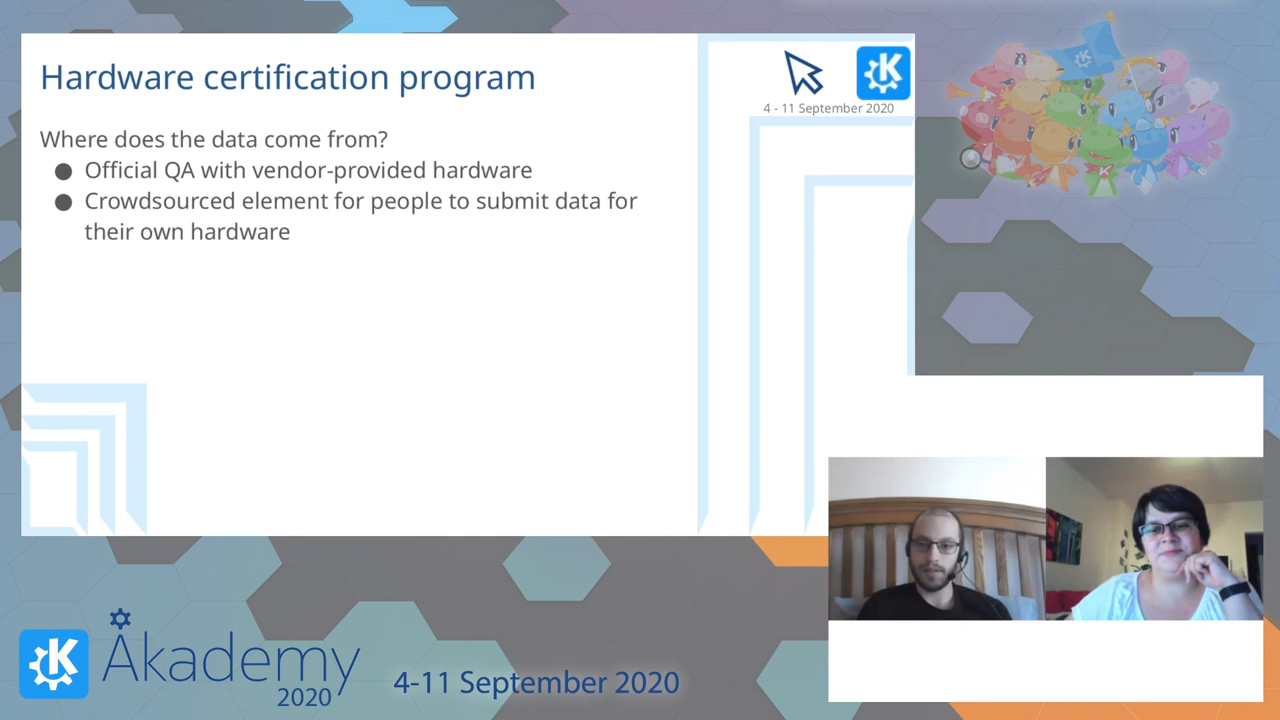 Hardware certification program
4 - 11 September 2020
Where does the data come from?
● Official QA with vendor-provided hardware
● Crowdsourced element for people to submit data for
their own hardware
Akademy
2020
4-11 September 2020